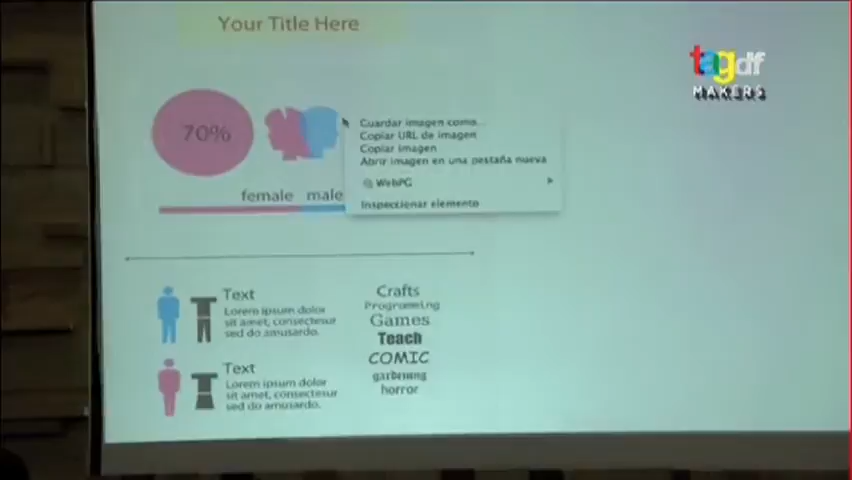 Your Title Here
tagdf
MAKERS
70%
Guardar imagen como...
Copiar URL de imagen
Copiar imagen
Abrir imagen en una pestaña nueva
WebPG
Inspeccionar elemento
female male
Text
Lorem ipsum dolor
sit amet, consectesur
sed do amusardo.
Crafts
Programming
Games
Teach
COMIC
gardening
horror
Text
Lorem ipsum dolor
sit amet, consectesur
sed do amusardo.